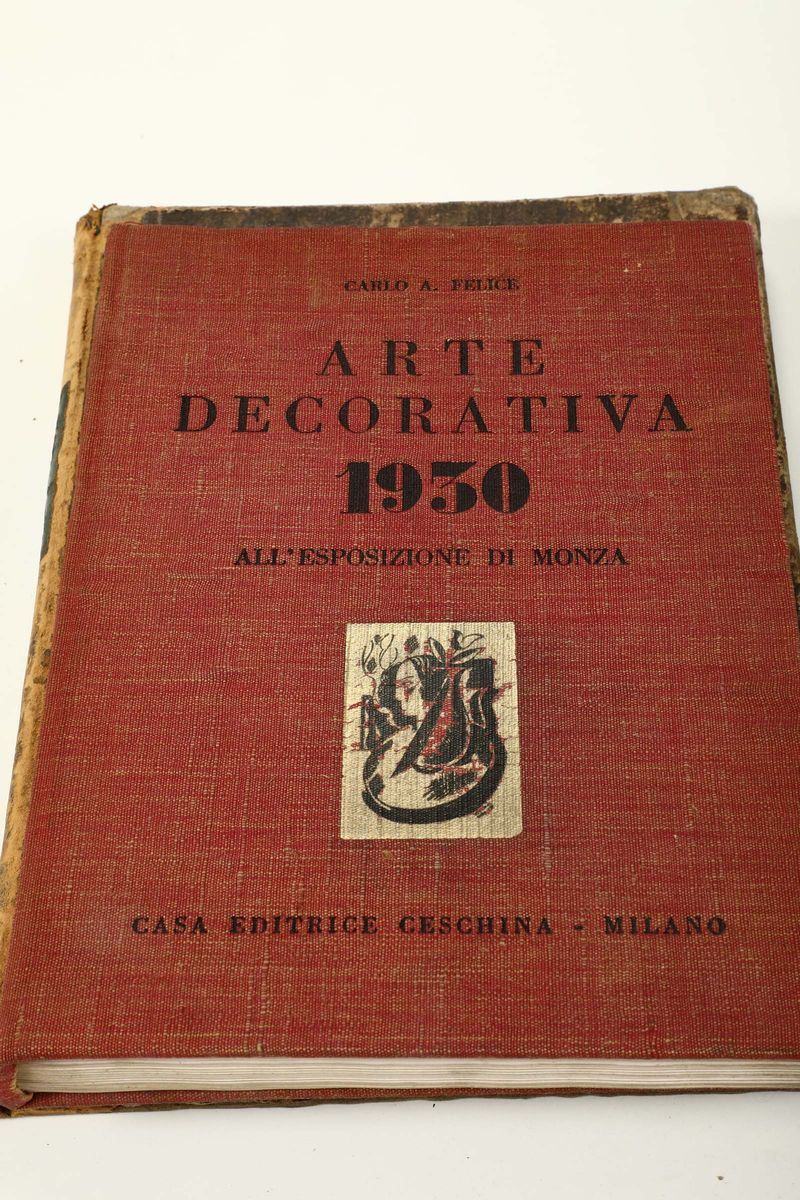 CARLO A. FELICE
ARTE
DECORATIVA
1930
ALL'ESPOSIZIONE DI MONZA
CASA EDITRICE CESCHINA - MILANO